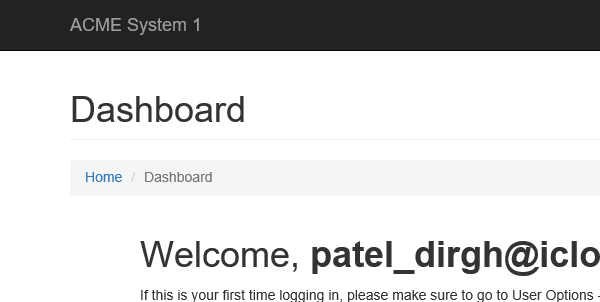 ACME System 1
Dashboard
Home / Dashboard
Welcome, patel_dirgh@iclo
If this is your first time logging in, please make sure to go to User Options -